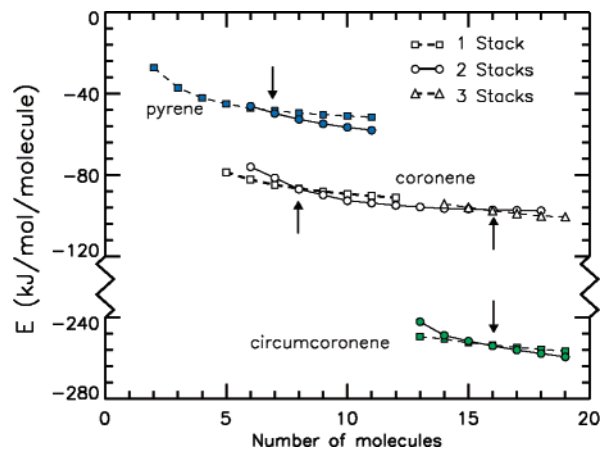 0
-40
-80
-120
-240
-280
E (kJ/mol/molecule)
1 Stack
2 Stacks
3 Stacks
pyrene
coronene
circumcoronene
0 5 10 15 20
Number of molecules